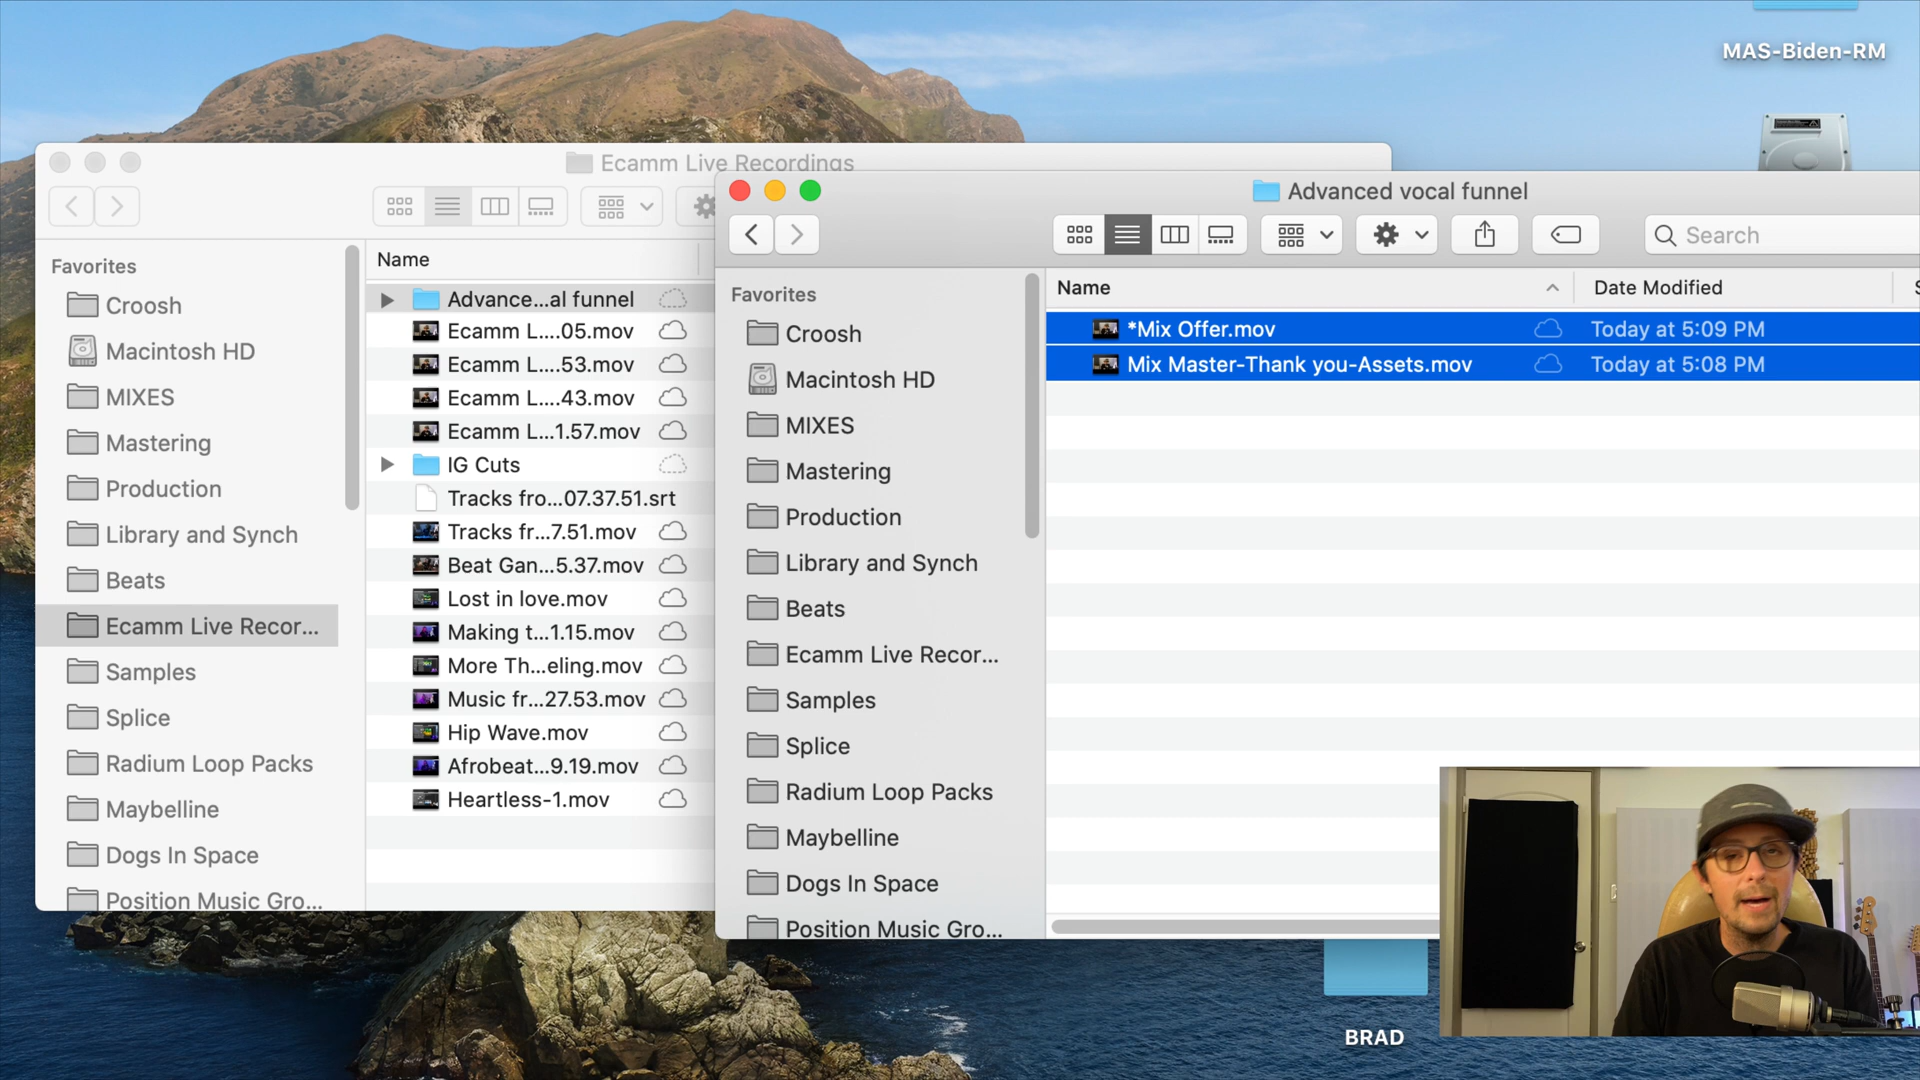 MAS-Biden-RM
Ecamm Live Recordings
Favorites
Croosh
Macintosh HD
MIXES
Mastering
Production
Library and Synch
Beats
Ecamm Live Recor...
Samples
Splice
Radium Loop Packs
Maybelline
Dogs In Space
Position Music Gro...
Name
Advance...al funnel
Ecamm L....05.mov
Ecamm L....53.mov
Ecamm L....43.mov
Ecamm L...1.57.mov
IG Cuts
Tracks fro...07.37.51.srt
Tracks fr...7.51.mov
Beat Gan...5.37.mov
Lost in love.mov
Making t...1.15.mov
More Th...eling.mov
Music fr...27.53.mov
Hip Wave.mov
Afrobeat...9.19.mov
Heartless-1.mov
Advanced vocal funnel
Search
Favorites
Croosh
Macintosh HD
MIXES
Mastering
Production
Library and Synch
Beats
Ecamm Live Recor...
Samples
Splice
Radium Loop Packs
Maybelline
Dogs In Space
Position Music Gro...
Name Date Modified
*Mix Offer.mov Today at 5:09 PM
Mix Master-Thank you-Assets.mov Today at 5:08 PM
BRAD